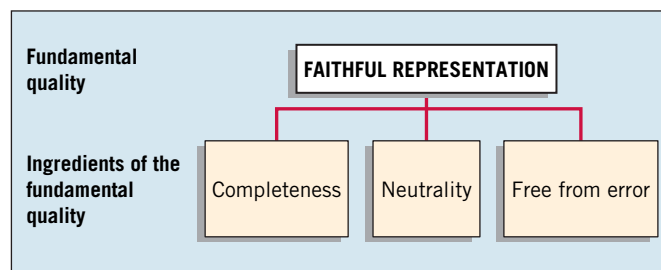 Fundamental
quality
FAITHFUL REPRESENTATION
Ingredients of the
fundamental
quality
Completeness
Neutrality
Free from error